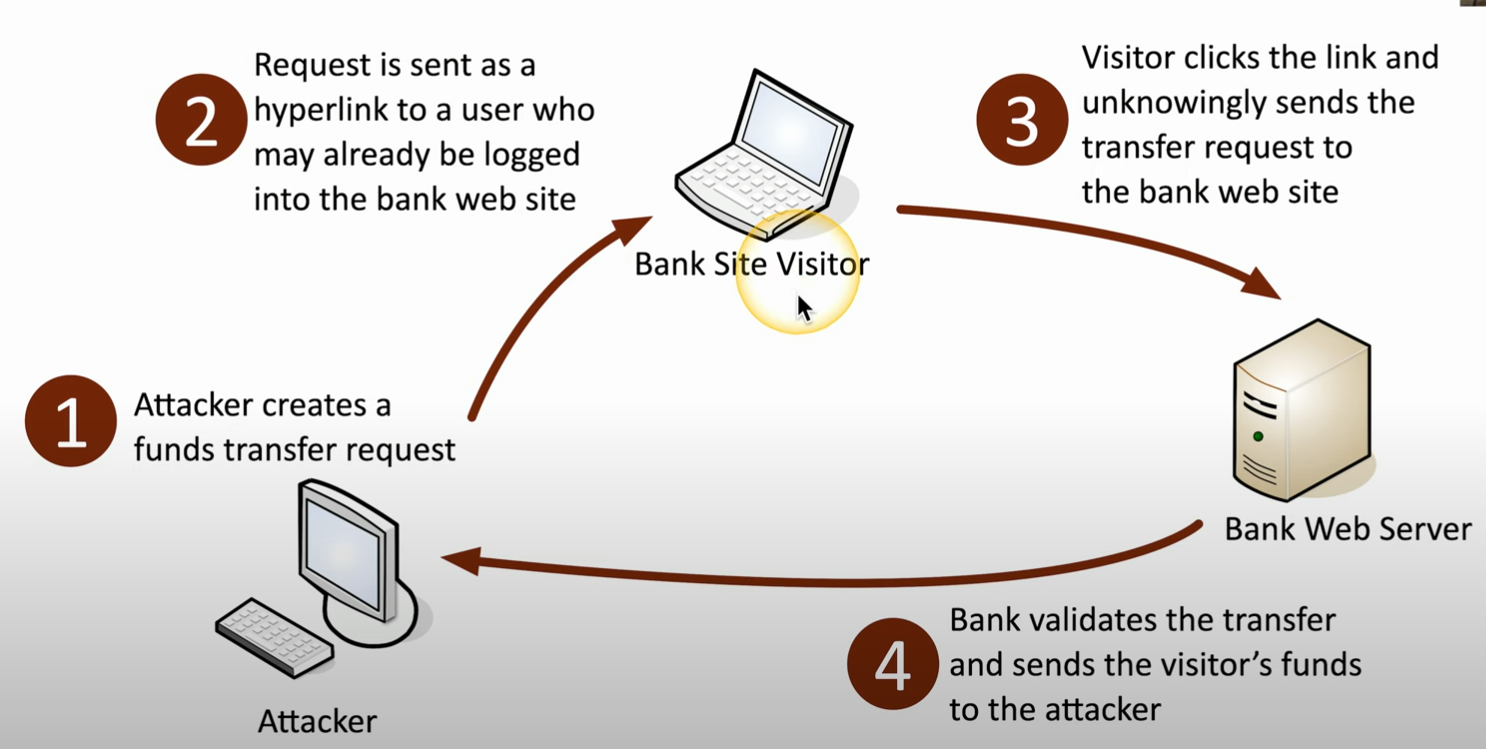 1
Attacker creates a
funds transfer request
Attacker
2
Request is sent as a
hyperlink to a user who
may already be logged
into the bank web site
Bank Site Visitor
3
Visitor clicks the link and
unknowingly sends the
transfer request to
the bank web site
Bank Web Server
4
Bank validates the transfer
and sends the visitor's funds
to the attacker